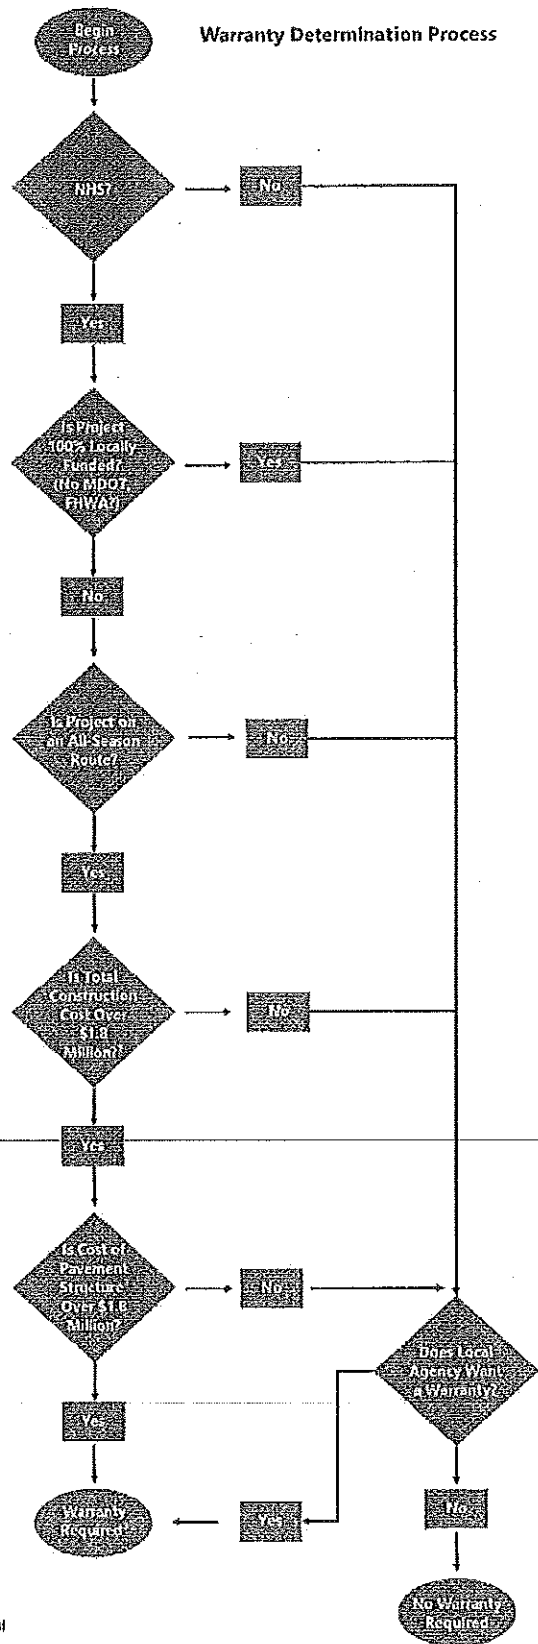 Warranty Determination Process
Begin
Process
NHS?
No
Yes
Is Project
100% Locally
Funded?
(No MDOT,
FHWA?)
Yes
No
Is Project on
an All-Season
Route?
No
Yes
Is Total
Construction
Cost Over
$1.8
Million?
No
Yes
Is Cost of
Pavement
Structure
Over $1.8
Million?
No
Does Local
Agency Want
a Warranty?
Yes
No
Warranty
Required
Yes
No Warranty
Required